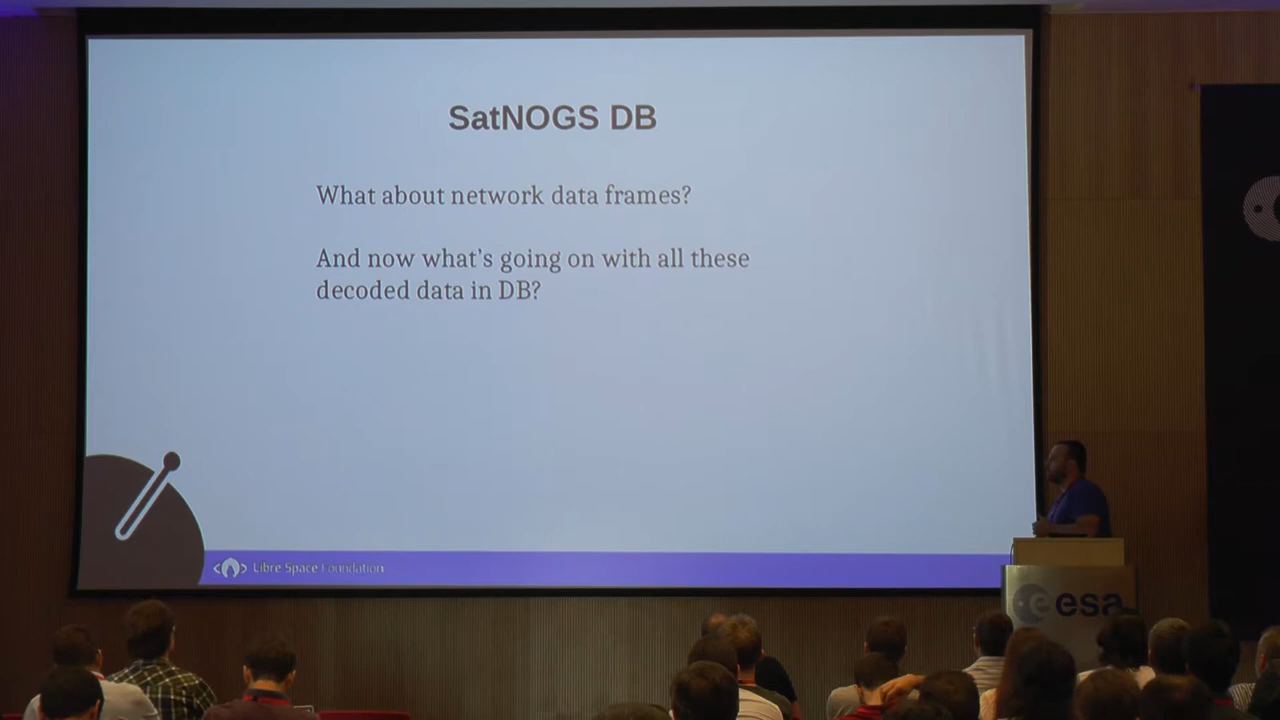 SatNOGS DB
What about network data frames?
And now what's going on with all these
decoded data in DB?
Libre Space Foundation
esa